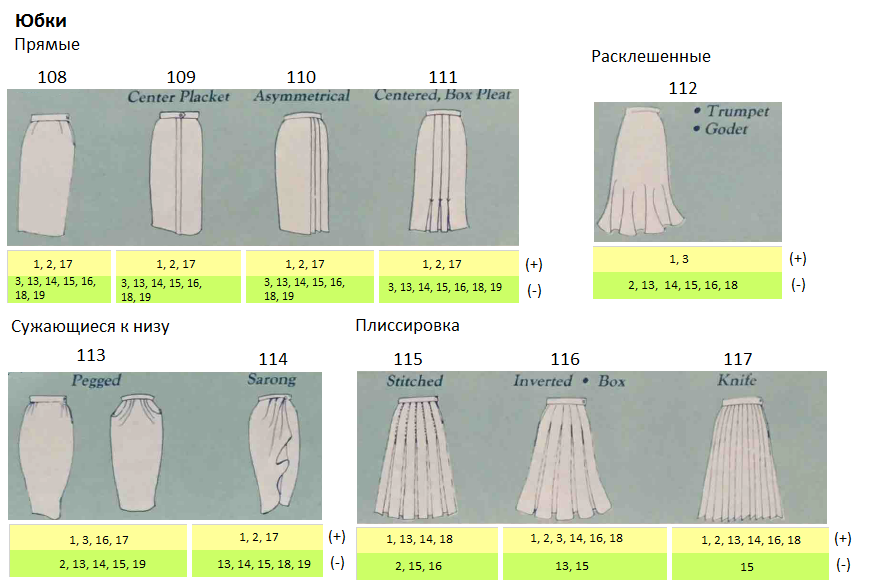 Юбки
Прямые
Расклешенные
108 109 110 111
112
Center Placket Asymmetrical Centered, Box Pleat
• Trumpet
• Godet
1, 2, 17 1, 2, 17 1, 2, 17 1, 2, 17 (+)
1, 3 (+)
3, 13, 14, 15, 16,
18, 19
3, 13, 14, 15, 16,
18, 19
3, 13, 14, 15, 16,
18, 19
3, 13, 14, 15, 16, 18, 19 (-)
2, 13, 14, 15, 16, 18 (-)
Сужающиеся к низу
Плиссировка
113 114 115 116 117
Pegged Sarong Stitched Inverted • Box Knife
1, 3, 16, 17 1, 2, 17 (+) 1, 13, 14, 18 1, 2, 3, 14, 16, 18 1, 2, 13, 14, 16, 18 (+)
2, 13, 14, 15, 19 13, 14, 15, 18, 19 (-) 2, 15, 16 13, 15 15 (-)